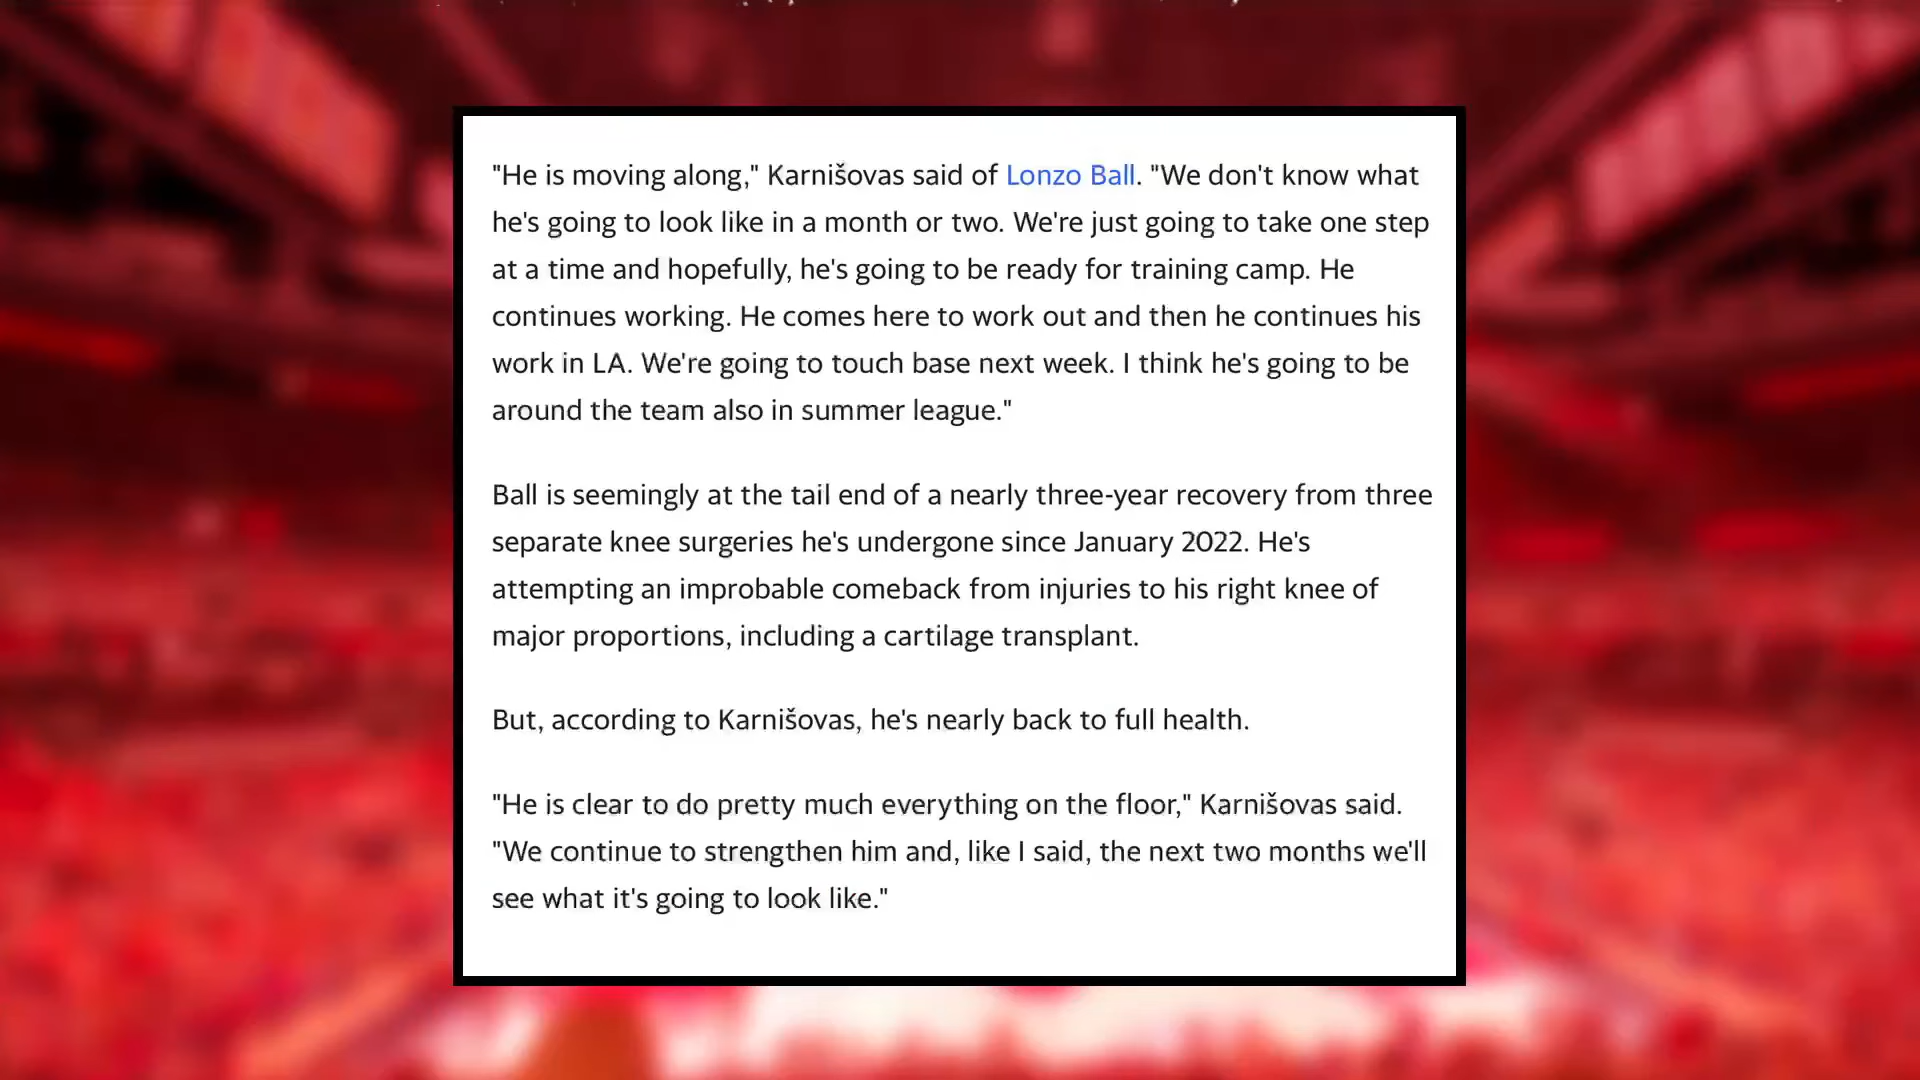 "He is moving along," Karnišovas said of Lonzo Ball. "We don't know what
he's going to look like in a month or two. We're just going to take one step
at a time and hopefully, he's going to be ready for training camp. He
continues working. He comes here to work out and then he continues his
work in LA. We're going to touch base next week. I think he's going to be
around the team also in summer league."
Ball is seemingly at the tail end of a nearly three-year recovery from three
separate knee surgeries he's undergone since January 2022. He's
attempting an improbable comeback from injuries to his right knee of
major proportions, including a cartilage transplant.
But, according to Karnišovas, he's nearly back to full health.
"He is clear to do pretty much everything on the floor," Karnišovas said.
"We continue to strengthen him and, like I said, the next two months we'll
see what it's going to look like."